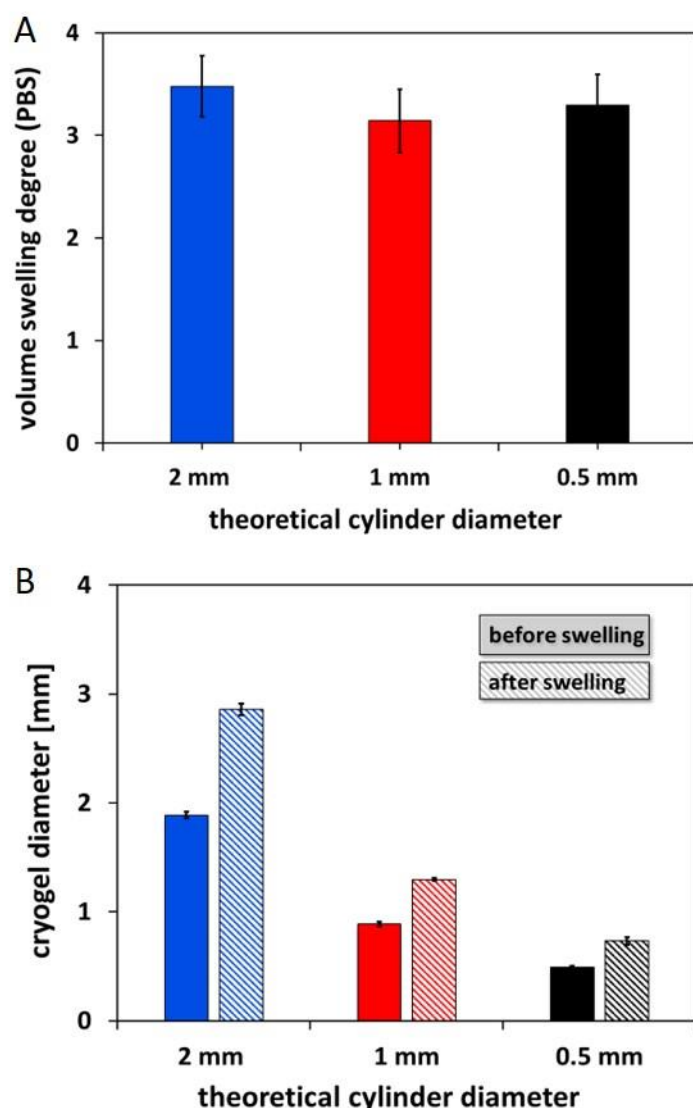 A
4
3
2
1
0
volume swelling degree (PBS)
2 mm 1 mm 0.5 mm
theoretical cylinder diameter
B
4
3
2
1
0
cryogel diameter [mm]
before swelling
after swelling
2 mm 1 mm 0.5 mm
theoretical cylinder diameter